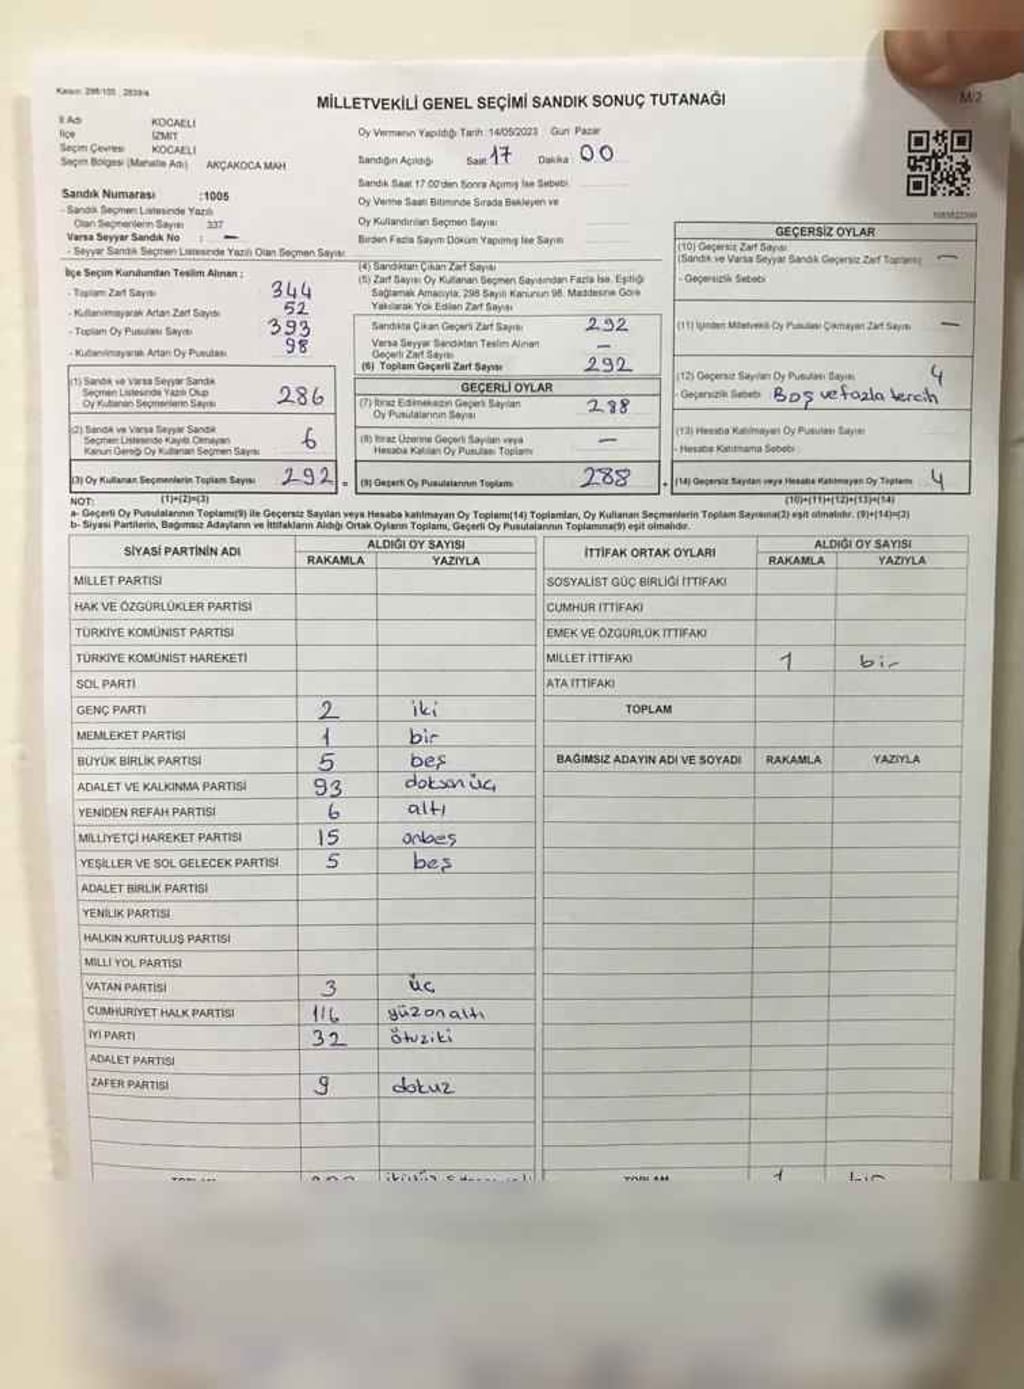 Kanun: 298/105 , 2839/4
MİLLETVEKİLİ GENEL SEÇİMİ SANDIK SONUÇ TUTANAĞI
M/2
İl Adı KOCAELİ
İlçe İZMİT
Seçim Çevresi KOCAELİ
Seçim Bölgesi (Mahalle Adı) AKÇAKOCA MAH
Sandık Numarası :1005
- Sandık Seçmen Listesinde Yazılı
Olan Seçmenlerin Sayısı 337
Varsa Seyyar Sandık No : —
- Seyyar Sandık Seçmen Listesinde Yazılı Olan Seçmen Sayısı
Oy Vermenin Yapıldığı Tarih: 14/05/2023 Gün: Pazar
Sandığın Açıldığı Saat: 17 Dakika: 00
Sandık Saat 17.00'den Sonra Açımış İse Sebebi
Oy Verme Saati Bitiminde Sırada Bekleyen ve
Oy Kullandırılan Seçmen Sayısı
Birden Fazla Sayım Döküm Yapılmış İse Sayısı
İlçe Seçim Kurulundan Teslim Alınan :
- Toplam Zarf Sayısı 344
- Kullanılmayarak Artan Zarf Sayısı 52
- Toplam Oy Pusulası Sayısı 393
- Kullanılmayarak Artan Oy Pusulası 98
(1) Sandık ve Varsa Seyyar Sandık
Seçmen Listesinde Yazılı Olup
Oy Kullanan Seçmenlerin Sayısı 286
(2) Sandık ve Varsa Seyyar Sandık
Seçmen Listesinde Kayıtlı Olmayan
Kanun Gereği Oy Kullanan Seçmen Sayısı 6
(3) Oy Kullanan Seçmenlerin Toplam Sayısı 292 =
(4) Sandıktan Çıkan Zarf Sayısı
(5) Zarf Sayısı Oy Kullanan Seçmen Sayısından Fazla İse, Eşitliği
Sağlamak Amacıyla, 298 Sayılı Kanunun 98. Maddesine Göre
Yakılarak Yok Edilen Zarf Sayısı
Sandıkta Çıkan Geçerli Zarf Sayısı 292
Varsa Seyyar Sandıktan Teslim Alınan
Geçerli Zarf Sayısı —
(6) Toplam Geçerli Zarf Sayısı 292
GEÇERLİ OYLAR
(7) İtiraz Edilmeksizin Geçerli Sayılan
Oy Pusulalarının Sayısı 288
(8) İtiraz Üzerine Geçerli Sayılan veya
Hesaba Katılan Oy Pusulası Toplamı —
(9) Geçerli Oy Pusulalarının Toplamı 288 +
GEÇERSİZ OYLAR
(10) Geçersiz Zarf Sayısı
(Sandık ve Varsa Seyyar Sandık Geçersiz Zarf Toplamı) —
- Geçersizlik Sebebi
(11) İçinden Milletvekili Oy Pusulası Çıkmayan Zarf Sayısı —
(12) Geçersiz Sayılan Oy Pusulası Sayısı 4
- Geçersizlik Sebebi Boş ve fazla tercih
(13) Hesaba Katılmayan Oy Pusulası Sayısı
- Hesaba Katılmama Sebebi
(14) Geçersiz Sayılan veya Hesaba Katılmayan Oy Toplamı 4
NOT: (1)+(2)=(3) (10)+(11)+(12)+(13)=(14)
a- Geçerli Oy Pusulalarının Toplamı(9) ile Geçersiz Sayılan veya Hesaba katılmayan Oy Toplamı(14) Toplamları, Oy Kullanan Seçmenlerin Toplam Sayısına(3) eşit olmalıdır. (9)+(14)=(3)
b- Siyasi Partilerin, Bağımsız Adayların ve İttifakların Aldığı Ortak Oyların Toplamı, Geçerli Oy Pusulalarının Toplamına(9) eşit olmalıdır.
SİYASİ PARTİNİN ADI ALDIĞI OY SAYISI
RAKAMLA YAZIYLA
MİLLET PARTİSİ
HAK VE ÖZGÜRLÜKLER PARTİSİ
TÜRKİYE KOMÜNİST PARTİSİ
TÜRKİYE KOMÜNİST HAREKETİ
SOL PARTİ
GENÇ PARTİ 2 iki
MEMLEKET PARTİSİ 1 bir
BÜYÜK BİRLİK PARTİSİ 5 beş
ADALET VE KALKINMA PARTİSİ 93 doksan üç
YENİDEN REFAH PARTİSİ 6 altı
MİLLİYETÇİ HAREKET PARTİSİ 15 onbeş
YEŞİLLER VE SOL GELECEK PARTİSİ 5 beş
ADALET BİRLİK PARTİSİ
YENİLİK PARTİSİ
HALKIN KURTULUŞ PARTİSİ
MİLLİ YOL PARTİSİ
VATAN PARTİSİ 3 üç
CUMHURİYET HALK PARTİSİ 116 yüzonaltı
İYİ PARTİ 32 otuziki
ADALET PARTİSİ
ZAFER PARTİSİ 9 dokuz
TOPLAM
İTTİFAK ORTAK OYLARI ALDIĞI OY SAYISI
RAKAMLA YAZIYLA
SOSYALİST GÜÇ BİRLİĞİ İTTİFAKI
CUMHUR İTTİFAKI
EMEK VE ÖZGÜRLÜK İTTİFAKI
MİLLET İTTİFAKI 1 bir
ATA İTTİFAKI
TOPLAM
BAĞIMSIZ ADAYIN ADI VE SOYADI RAKAMLA YAZIYLA
TOPLAM 1 bir